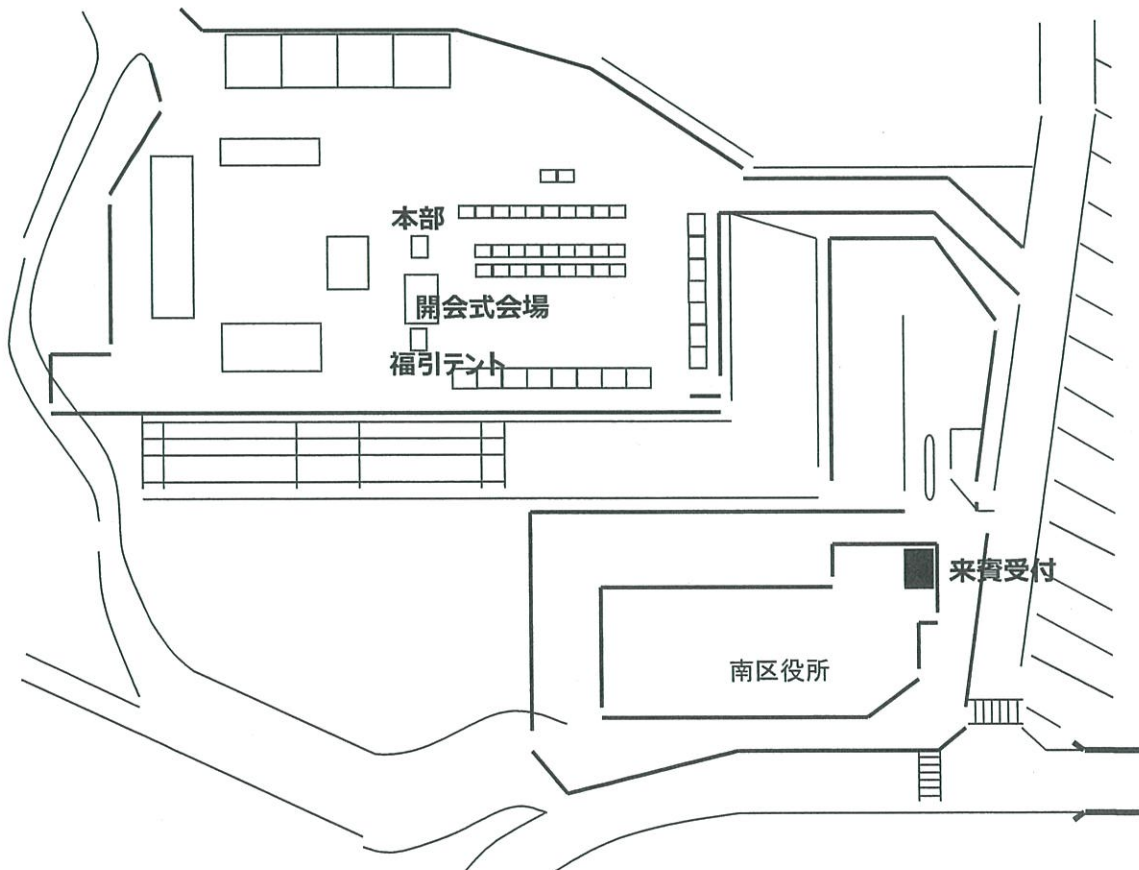 本部
開会式会場
福引テント
来賓受付
南区役所